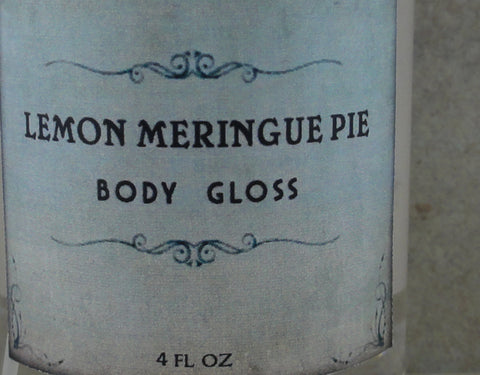 LEMON MERINGUE PIE
BODY GLOSS
4 FL OZ